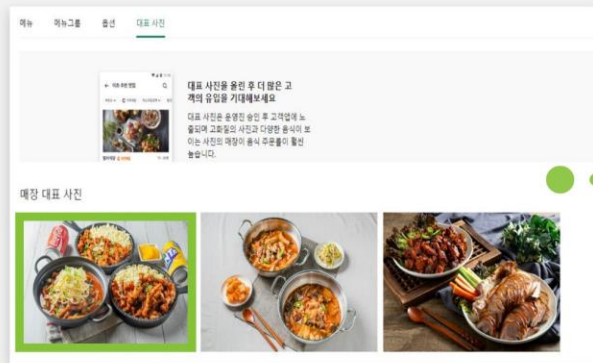 메뉴 메뉴그룹 옵션 대표 사진
대표 사진을 올린 후 더 많은 고
객의 유입을 기대해보세요
대표 사진은 운영진 승인 후 고객앱에 노
출되며 고화질의 사진과 다양한 음식이 보
이는 사진의 매장이 음식 주문률이 훨씬
높습니다.
매장 대표 사진